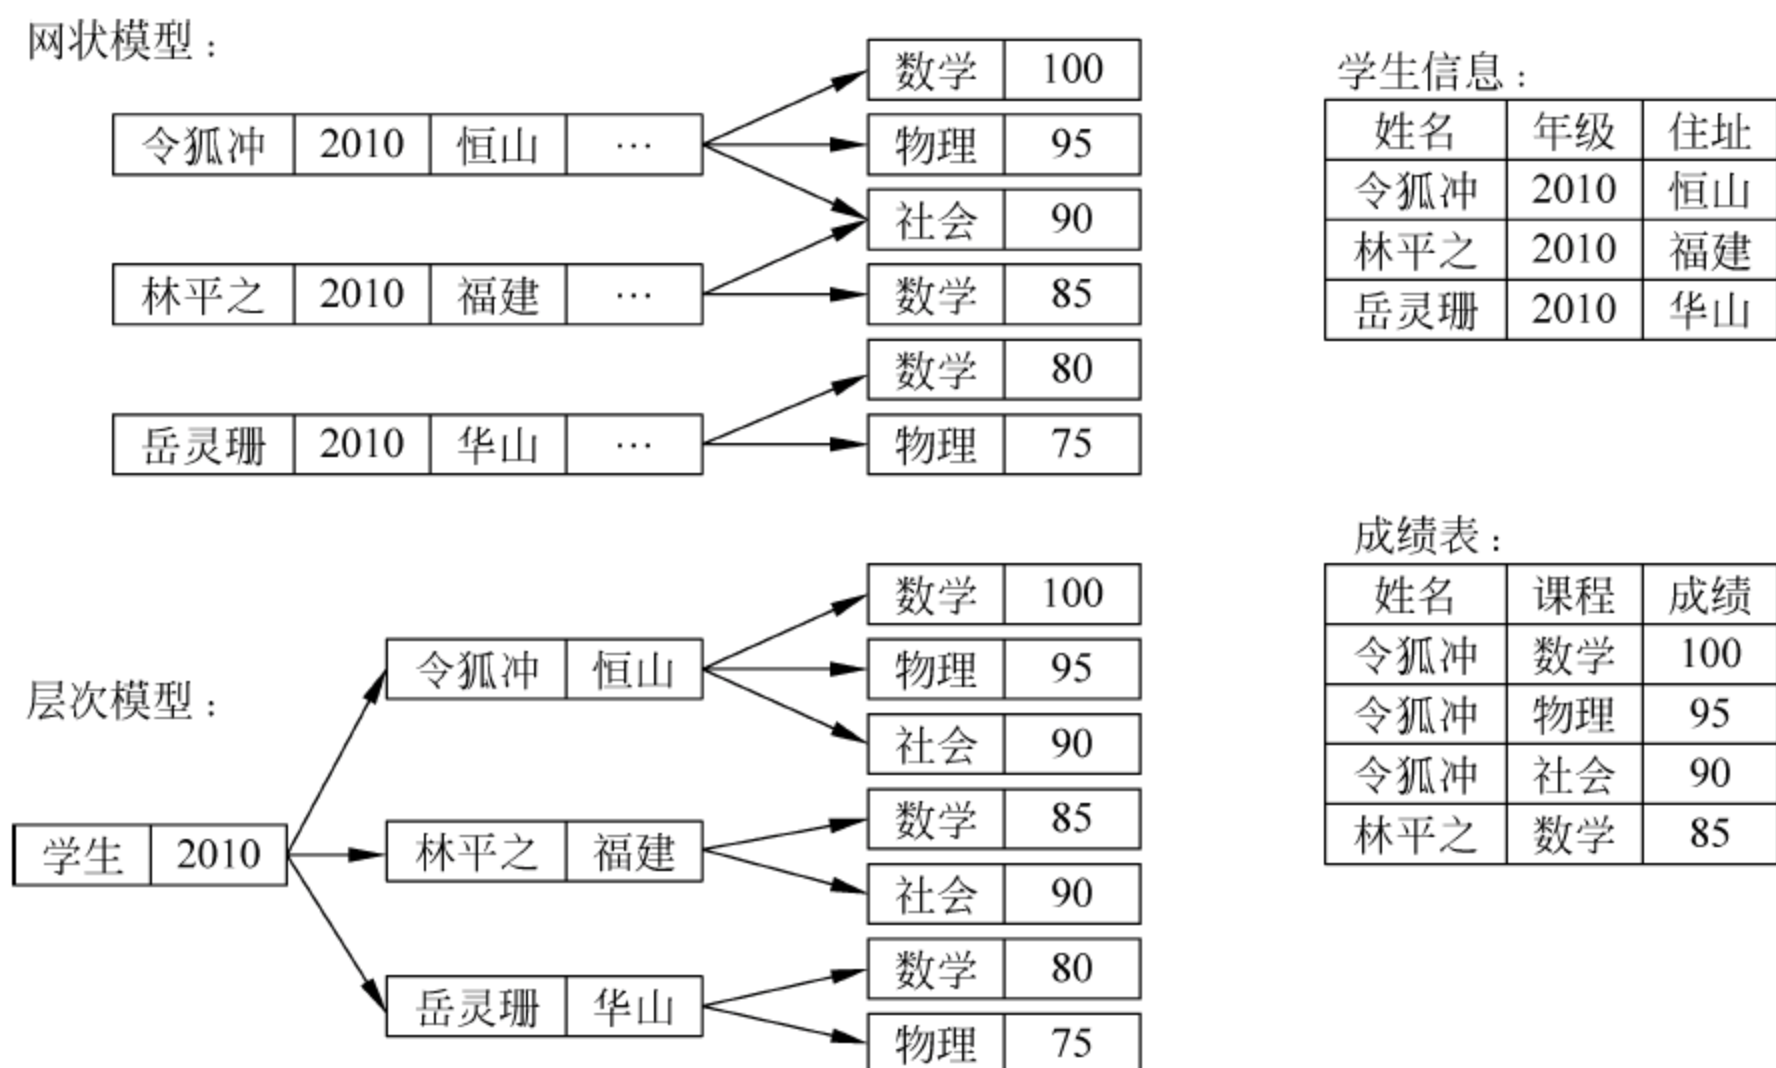 网状模型：
数学 100
令狐冲 2010 恒山 …
物理 95
社会 90
林平之 2010 福建 …
数学 85
数学 80
岳灵珊 2010 华山 …
物理 75
层次模型：
学生 2010
令狐冲 恒山
数学 100
物理 95
社会 90
林平之 福建
数学 85
社会 90
岳灵珊 华山
数学 80
物理 75
学生信息：
姓名 年级 住址
令狐冲 2010 恒山
林平之 2010 福建
岳灵珊 2010 华山
成绩表：
姓名 课程 成绩
令狐冲 数学 100
令狐冲 物理 95
令狐冲 社会 90
林平之 数学 85